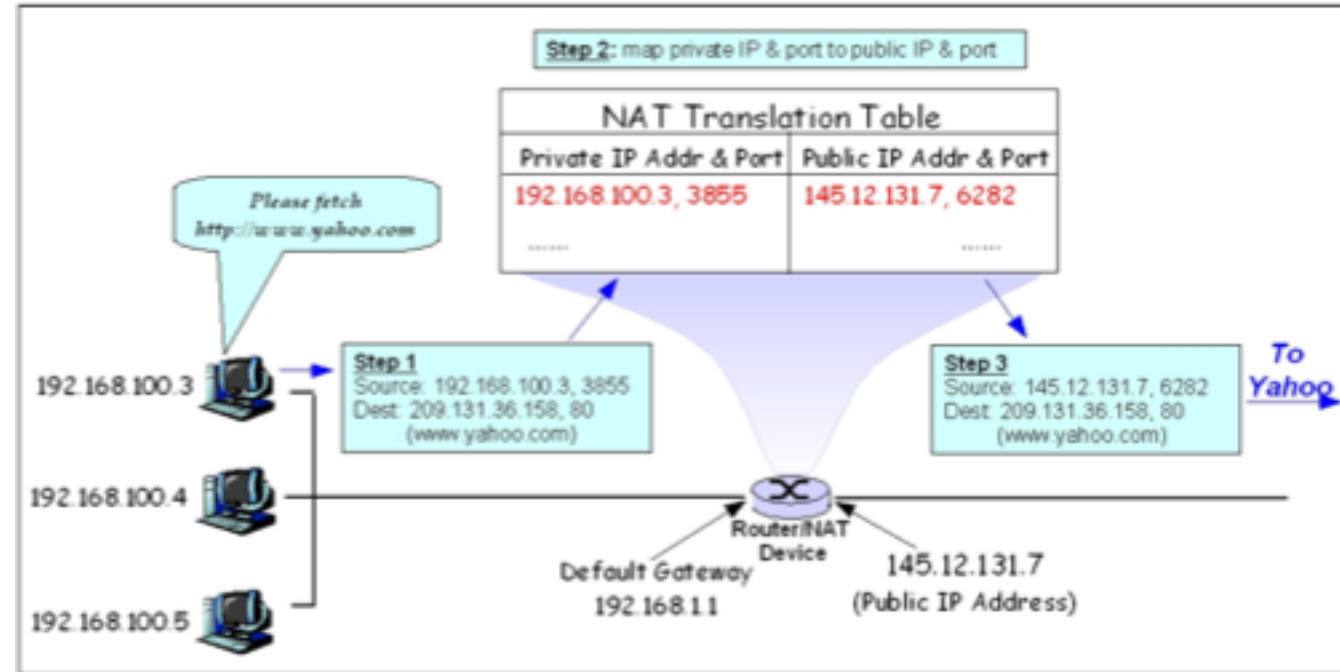 Step 2: map private IP & port to public IP & port
NAT Translation Table
Private IP Addr & Port
Public IP Addr & Port
192.168.100.3, 3855
145.12.131.7, 6282
......
......
Please fetch
http://www.yahoo.com
192.168.100.3
Step 1
Source: 192.168.100.3, 3855
Dest: 209.131.36.158, 80
(www.yahoo.com)
Step 3
Source: 145.12.131.7, 6282
Dest: 209.131.36.158, 80
(www.yahoo.com)
To
Yahoo
192.168.100.4
Router/NAT
Device
Default Gateway
192.168.1.1
145.12.131.7
(Public IP Address)
192.168.100.5